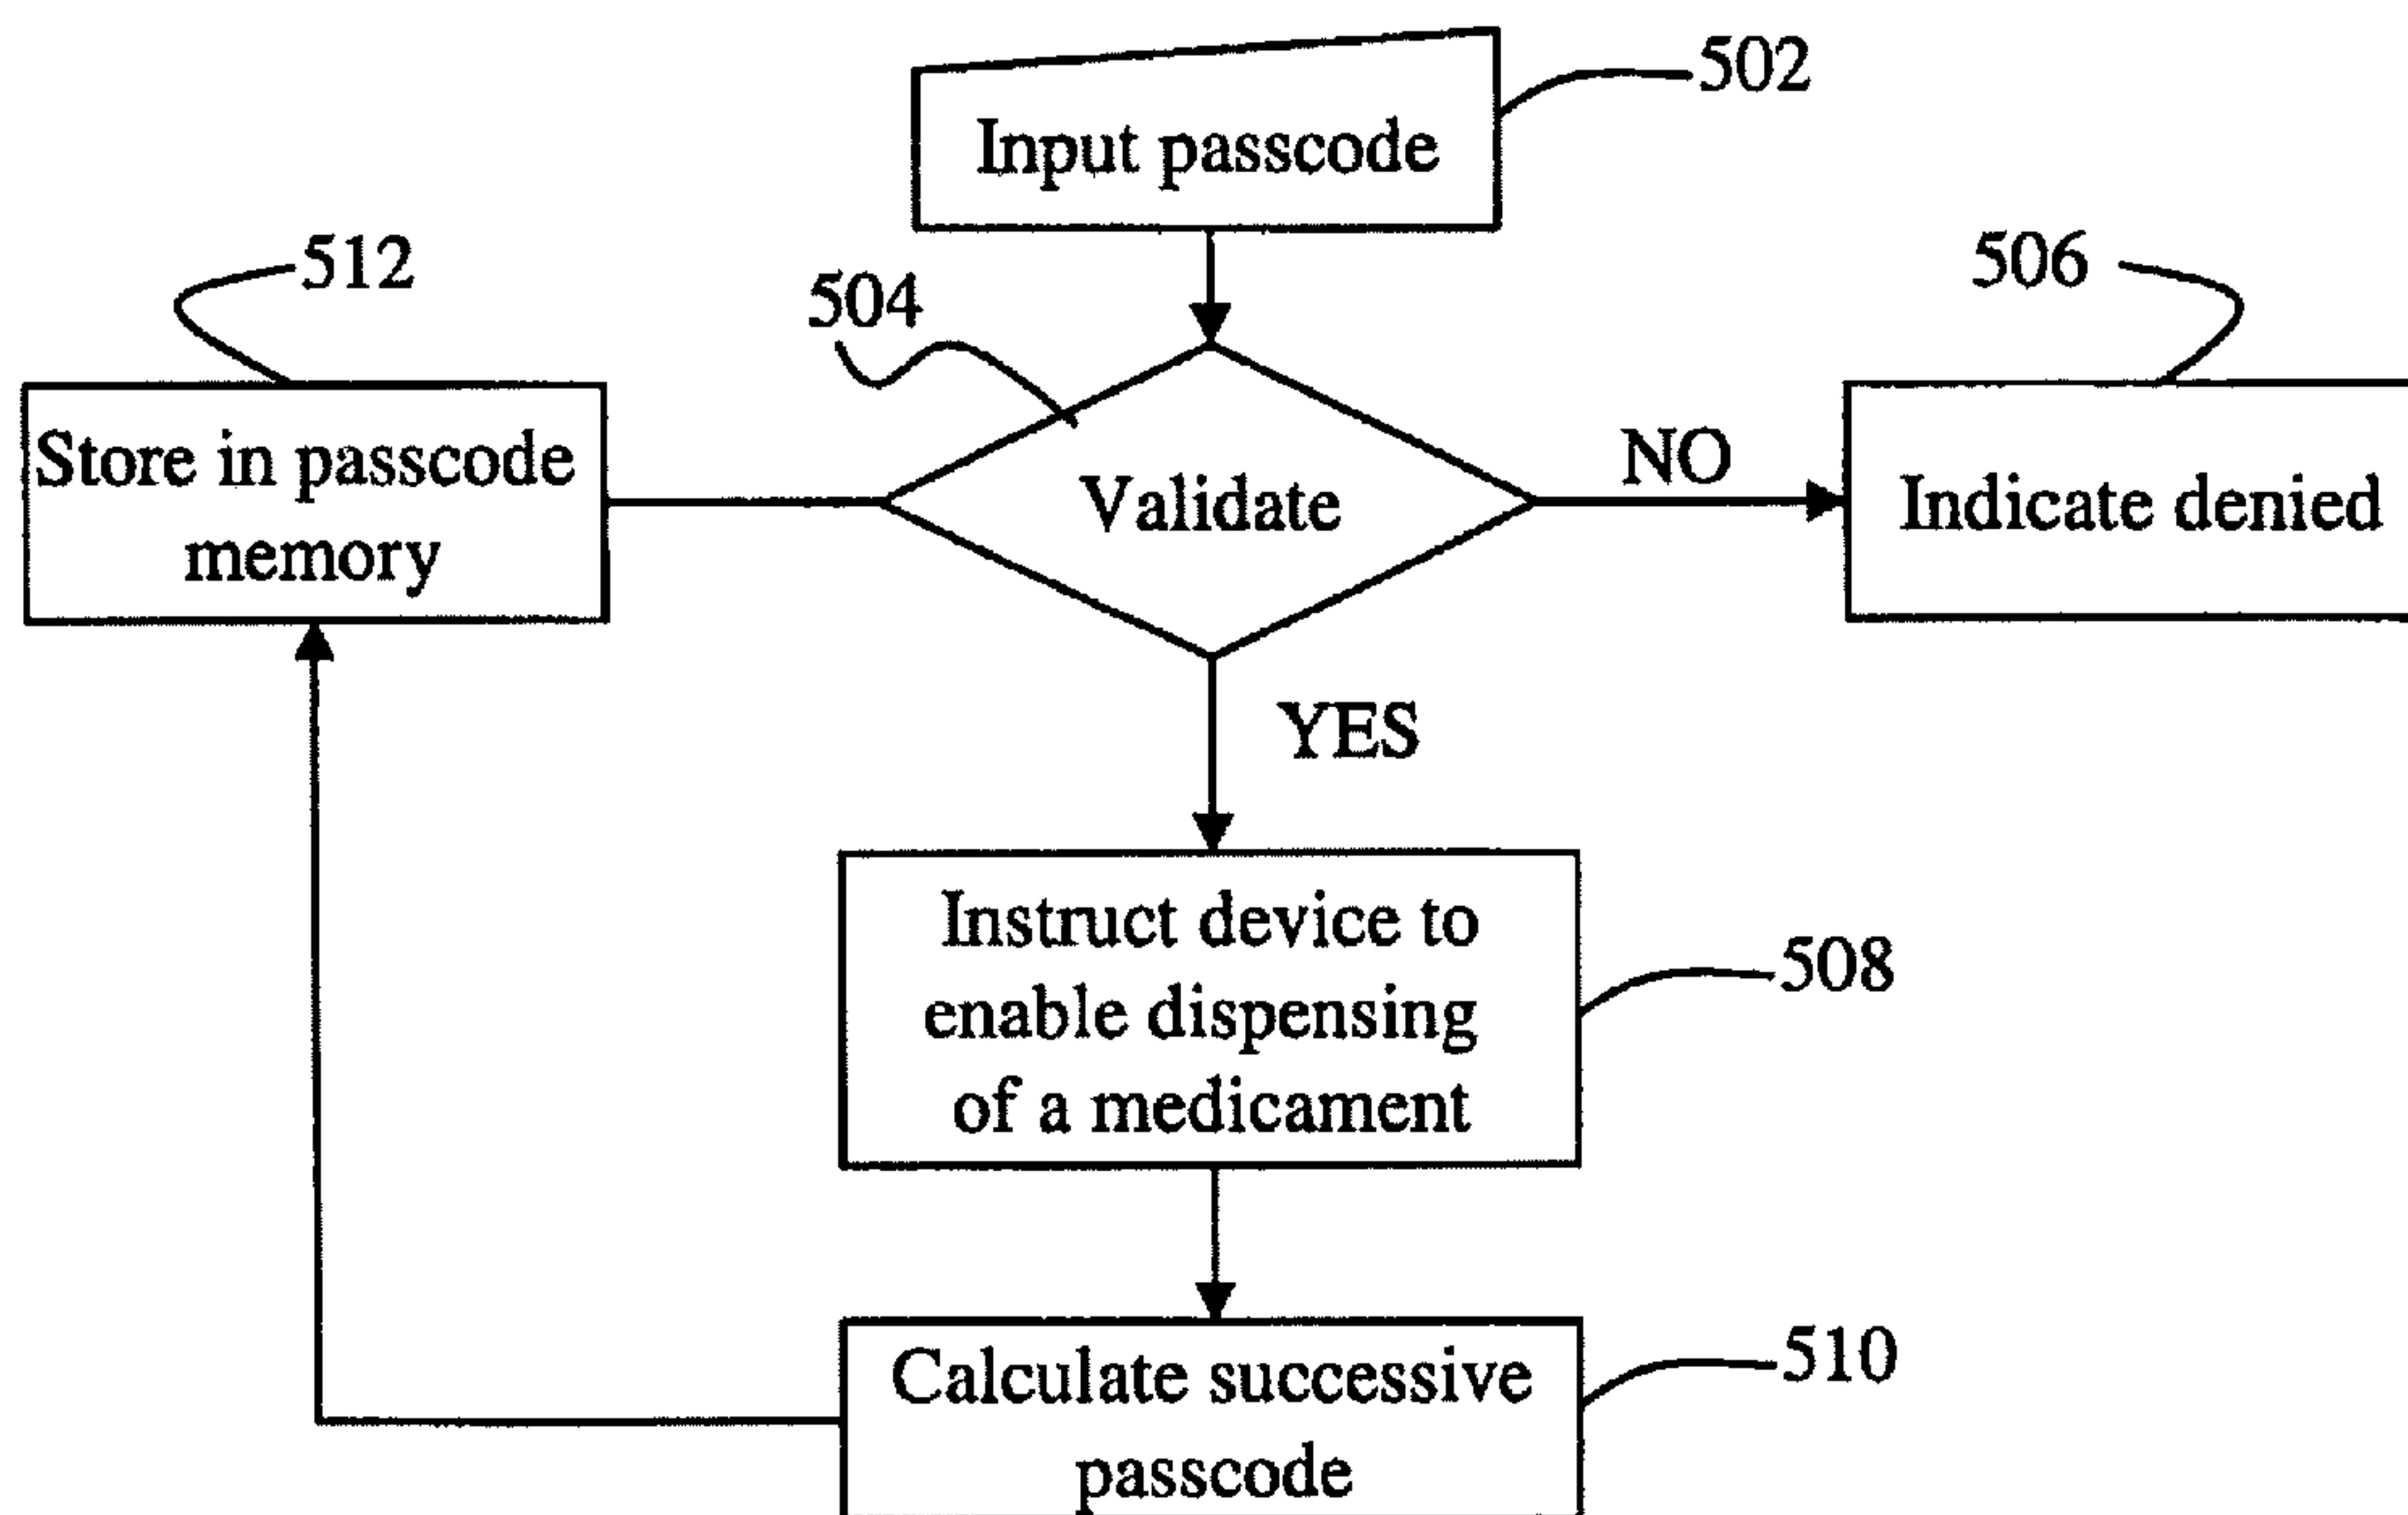 Input passcode
502
512
504
506
Store in passcode
memory
Validate
NO
Indicate denied
YES
Instruct device to
enable dispensing
of a medicament
508
Calculate successive
passcode
510